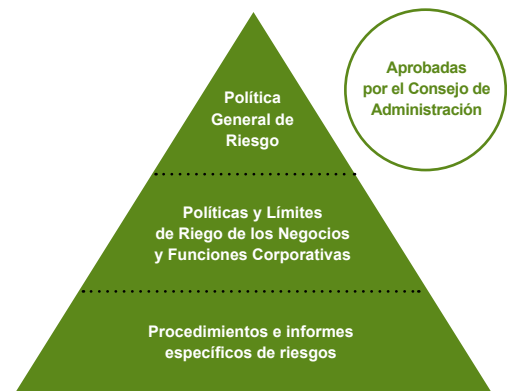 Política
General de
Riesgo
Aprobadas
por el Consejo de
Administración
Políticas y Límites
de Riego de los Negocios
y Funciones Corporativas
Procedimientos e informes
específicos de riesgos